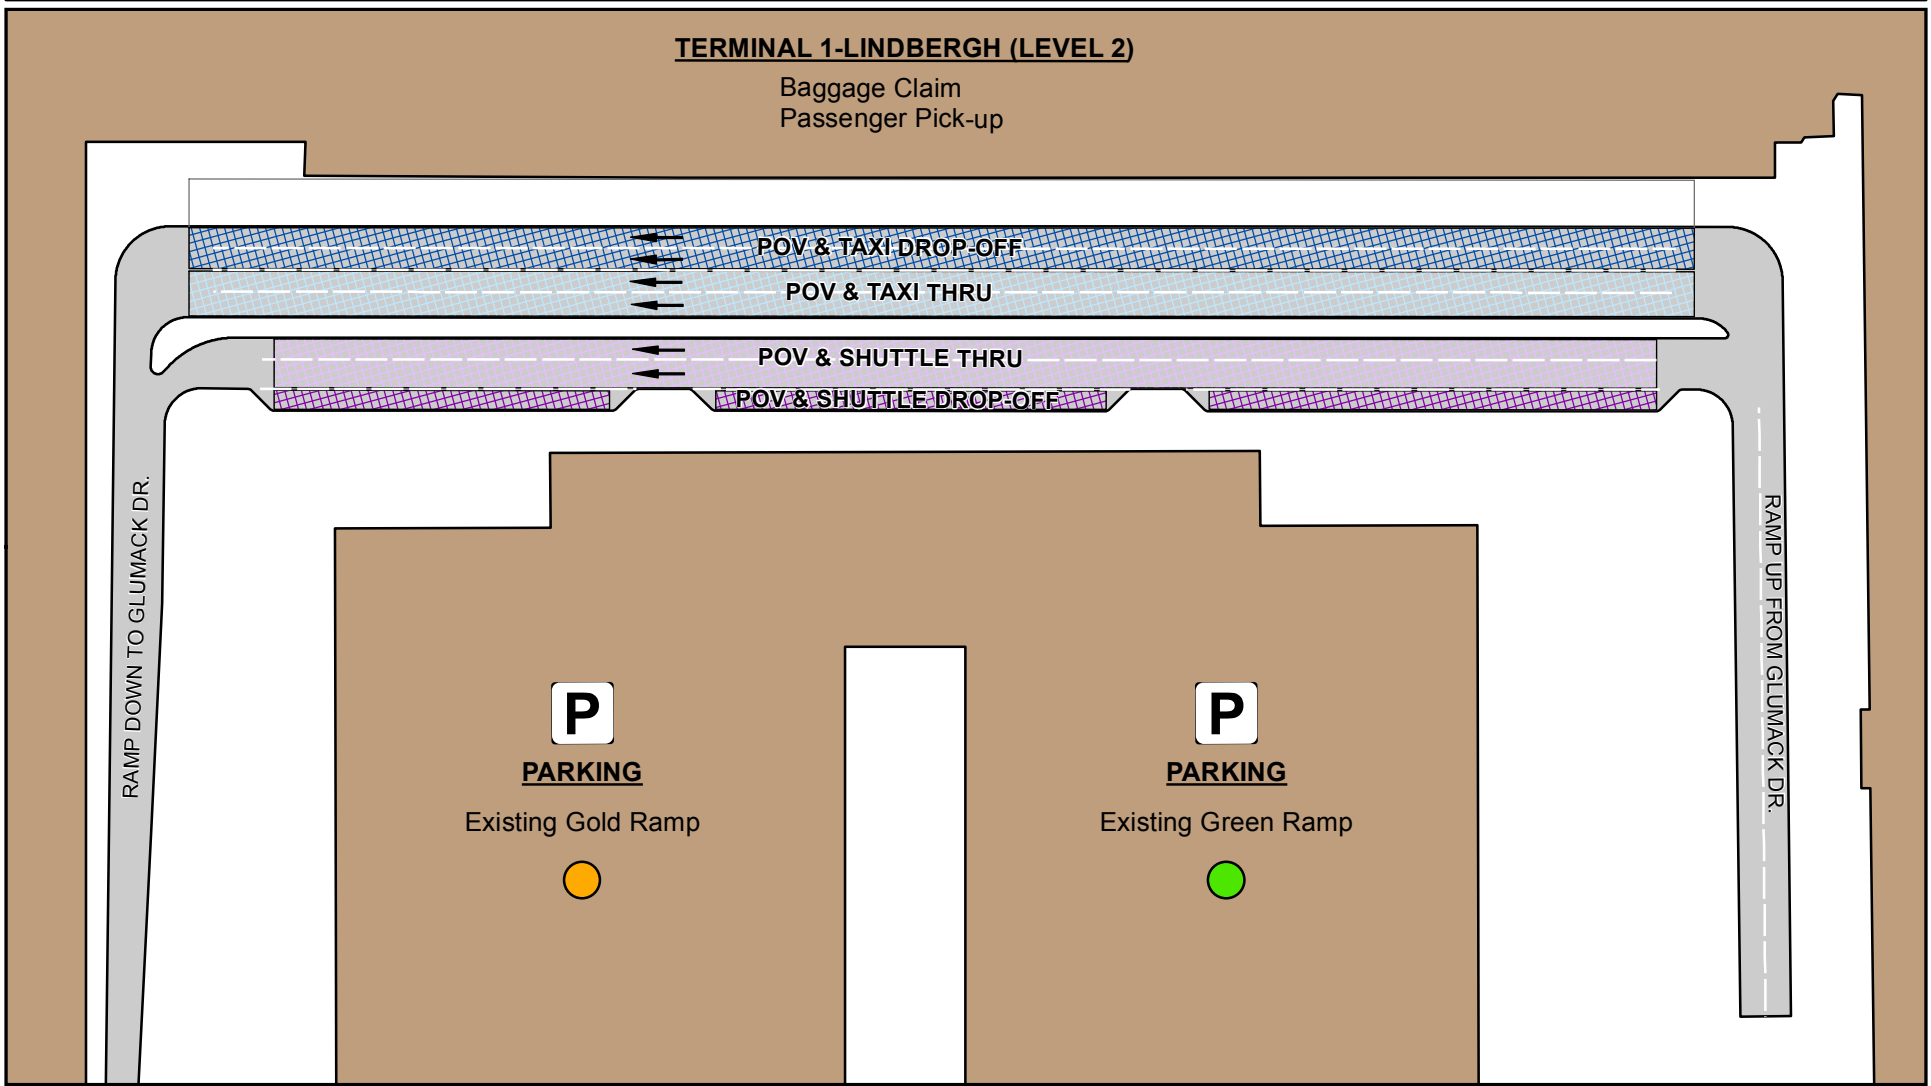 TERMINAL 1-LINDBERGH (LEVEL 2)
Baggage Claim
Passenger Pick-up
POV & TAXI DROP-OFF
POV & TAXI THRU
POV & SHUTTLE THRU
POV & SHUTTLE DROP-OFF
RAMP DOWN TO GLUMACK DR.
RAMP UP FROM GLUMACK DR.
P
PARKING
Existing Gold Ramp
P
PARKING
Existing Green Ramp